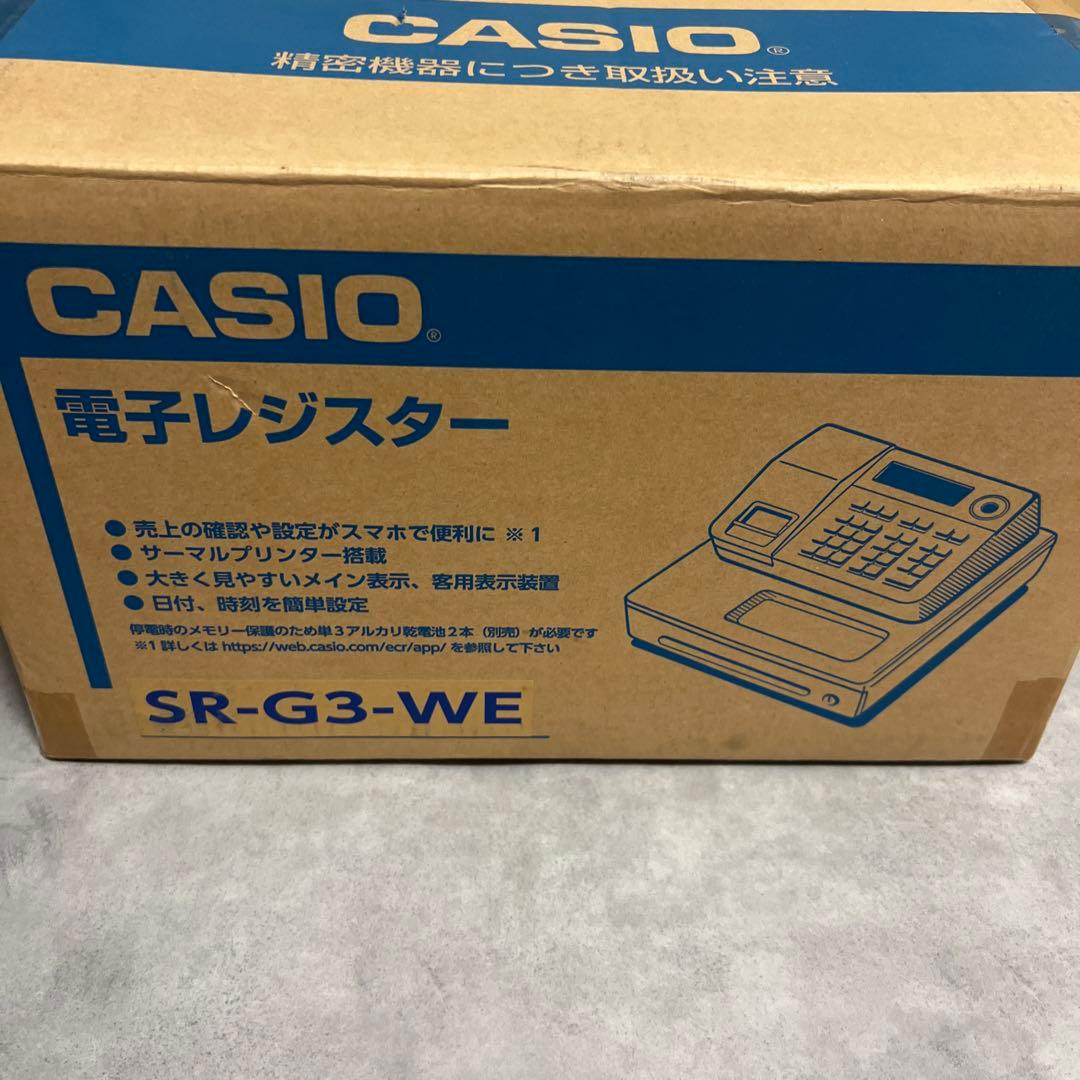 CASIO®
精密機器につき取扱い注意
CASIO®
電子レジスター
● 売上の確認や設定がスマホで便利に ※1
● サーマルプリンター搭載
● 大きく見やすいメイン表示、客用表示装置
● 日付、時刻を簡単設定
停電時のメモリー保護のため単3アルカリ乾電池2本（別売）が必要です
※1 詳しくは https://web.casio.com/ecr/app/ を参照して下さい
SR-G3-WE